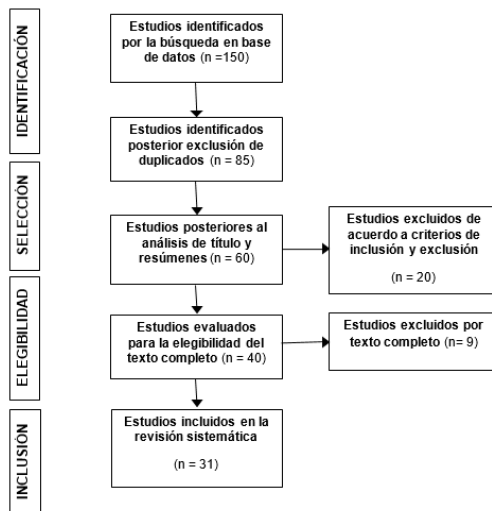 IDENTIFICACIÓN
Estudios identificados
por la búsqueda en base
de datos (n =150)
Estudios identificados
posterior exclusión de
duplicados (n = 85)
SELECCIÓN
Estudios posteriores al
análisis de título y
resúmenes (n = 60)
Estudios excluidos de
acuerdo a criterios de
inclusión y exclusión
(n = 20)
ELEGIBILIDAD
Estudios evaluados
para la elegibilidad del
texto completo (n = 40)
Estudios excluidos por
texto completo (n= 9)
INCLUSIÓN
Estudios incluidos en la
revisión sistemática
(n = 31)